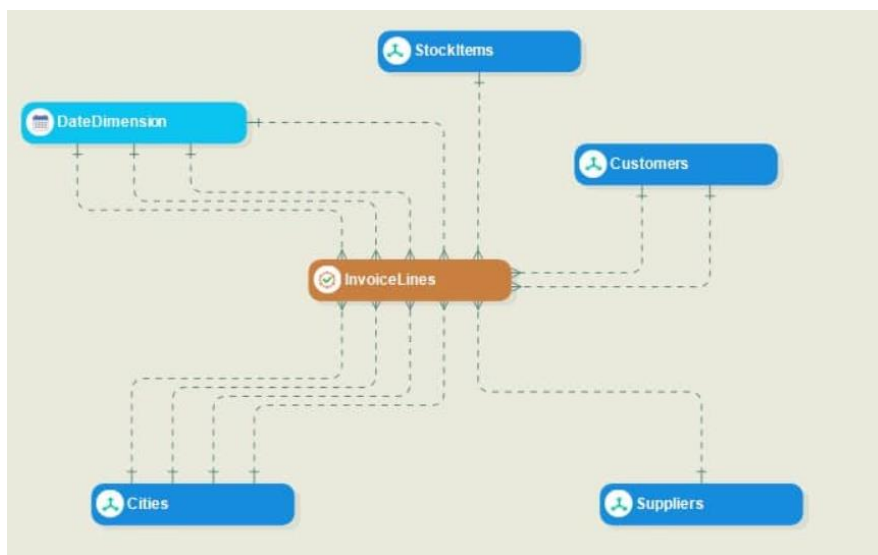 StockItems
DateDimension
Customers
InvoiceLines
Cities
Suppliers